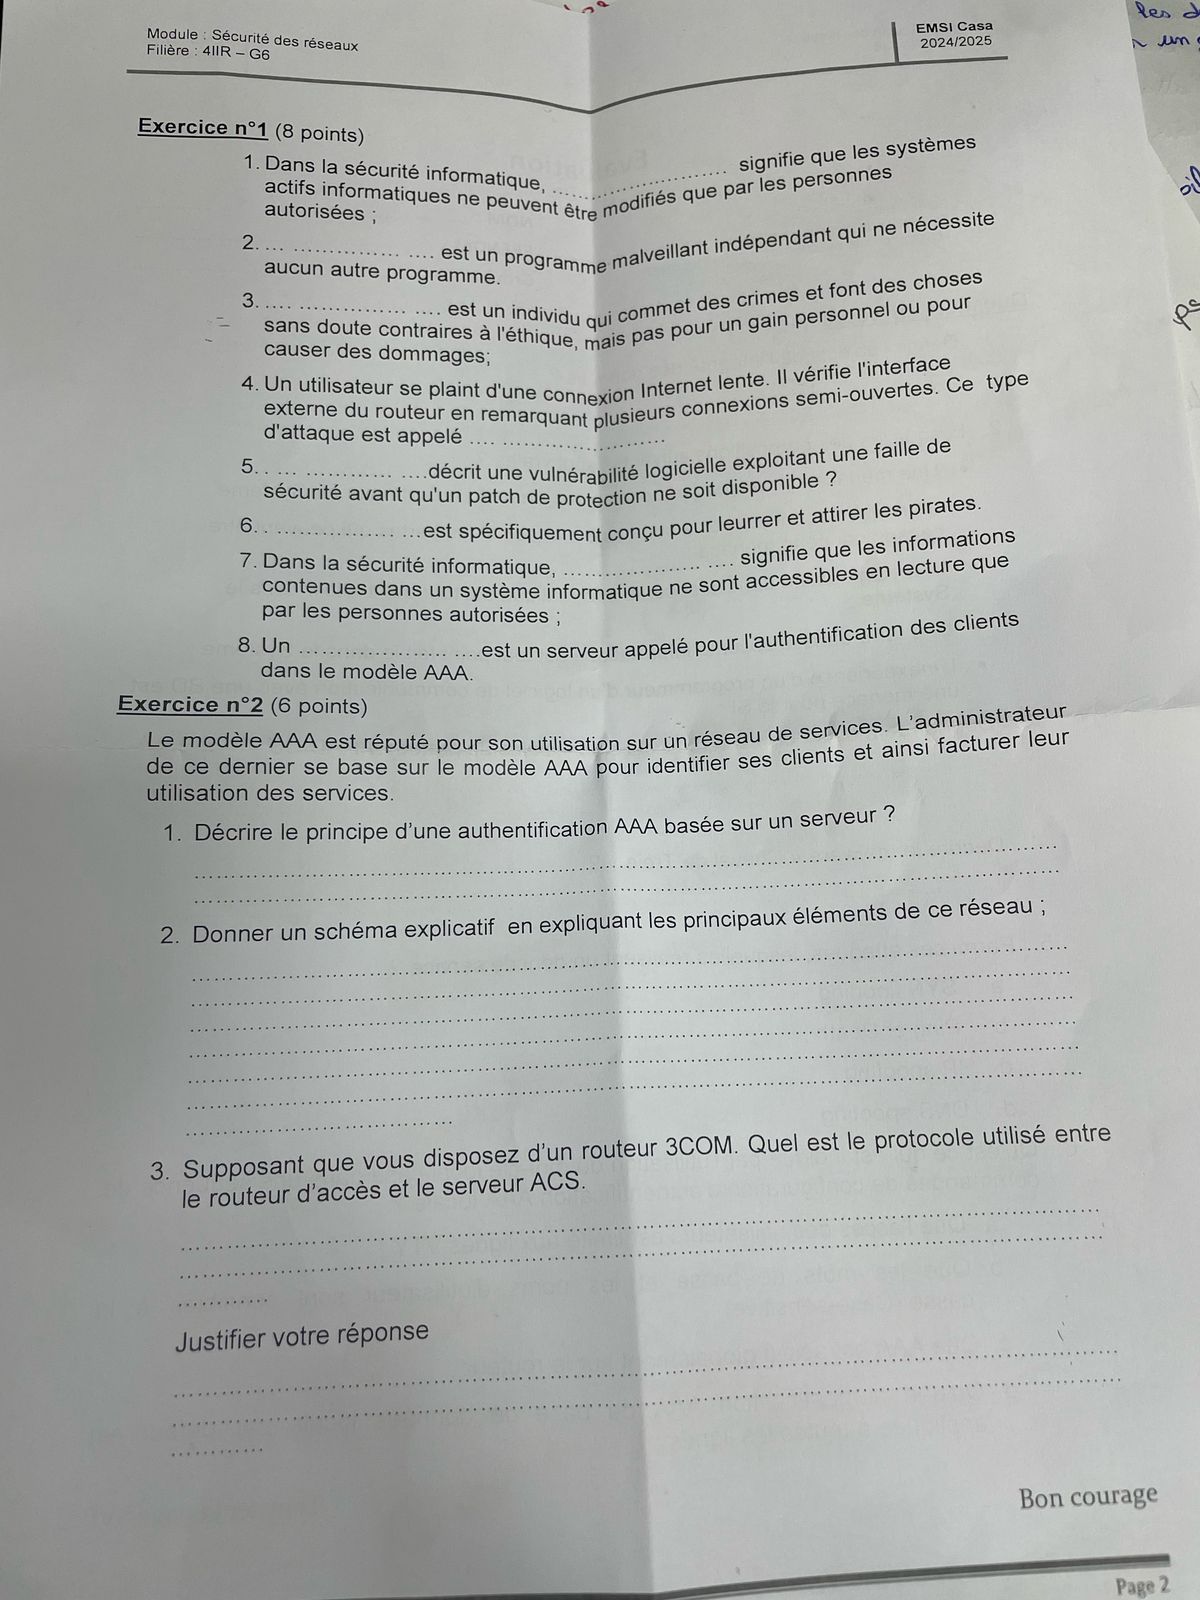 les
un
Module : Sécurité des réseaux
Filière : 4IIR – G6
EMSI Casa
2024/2025
Exercice n°1 (8 points)
1. Dans la sécurité informatique, .............................. signifie que les systèmes
actifs informatiques ne peuvent être modifiés que par les personnes
autorisées ;
2. .... .................. .... est un programme malveillant indépendant qui ne nécessite
aucun autre programme.
3. ..... .................. .... est un individu qui commet des crimes et font des choses
sans doute contraires à l'éthique, mais pas pour un gain personnel ou pour
causer des dommages;
4. Un utilisateur se plaint d'une connexion Internet lente. Il vérifie l'interface
externe du routeur en remarquant plusieurs connexions semi-ouvertes. Ce type
d'attaque est appelé .... ...........................
5. . .... .............. ....décrit une vulnérabilité logicielle exploitant une faille de
sécurité avant qu'un patch de protection ne soit disponible ?
6. . .................... ...est spécifiquement conçu pour leurrer et attirer les pirates.
7. Dans la sécurité informatique, ...................... .... signifie que les informations
contenues dans un système informatique ne sont accessibles en lecture que
par les personnes autorisées ;
8. Un ........................ ....est un serveur appelé pour l'authentification des clients
dans le modèle AAA.
Exercice n°2 (6 points)
Le modèle AAA est réputé pour son utilisation sur un réseau de services. L'administrateur
de ce dernier se base sur le modèle AAA pour identifier ses clients et ainsi facturer leur
utilisation des services.
1. Décrire le principe d'une authentification AAA basée sur un serveur ?
2. Donner un schéma explicatif en expliquant les principaux éléments de ce réseau ;
3. Supposant que vous disposez d'un routeur 3COM. Quel est le protocole utilisé entre
le routeur d'accès et le serveur ACS.
Justifier votre réponse
Bon courage
Page 2